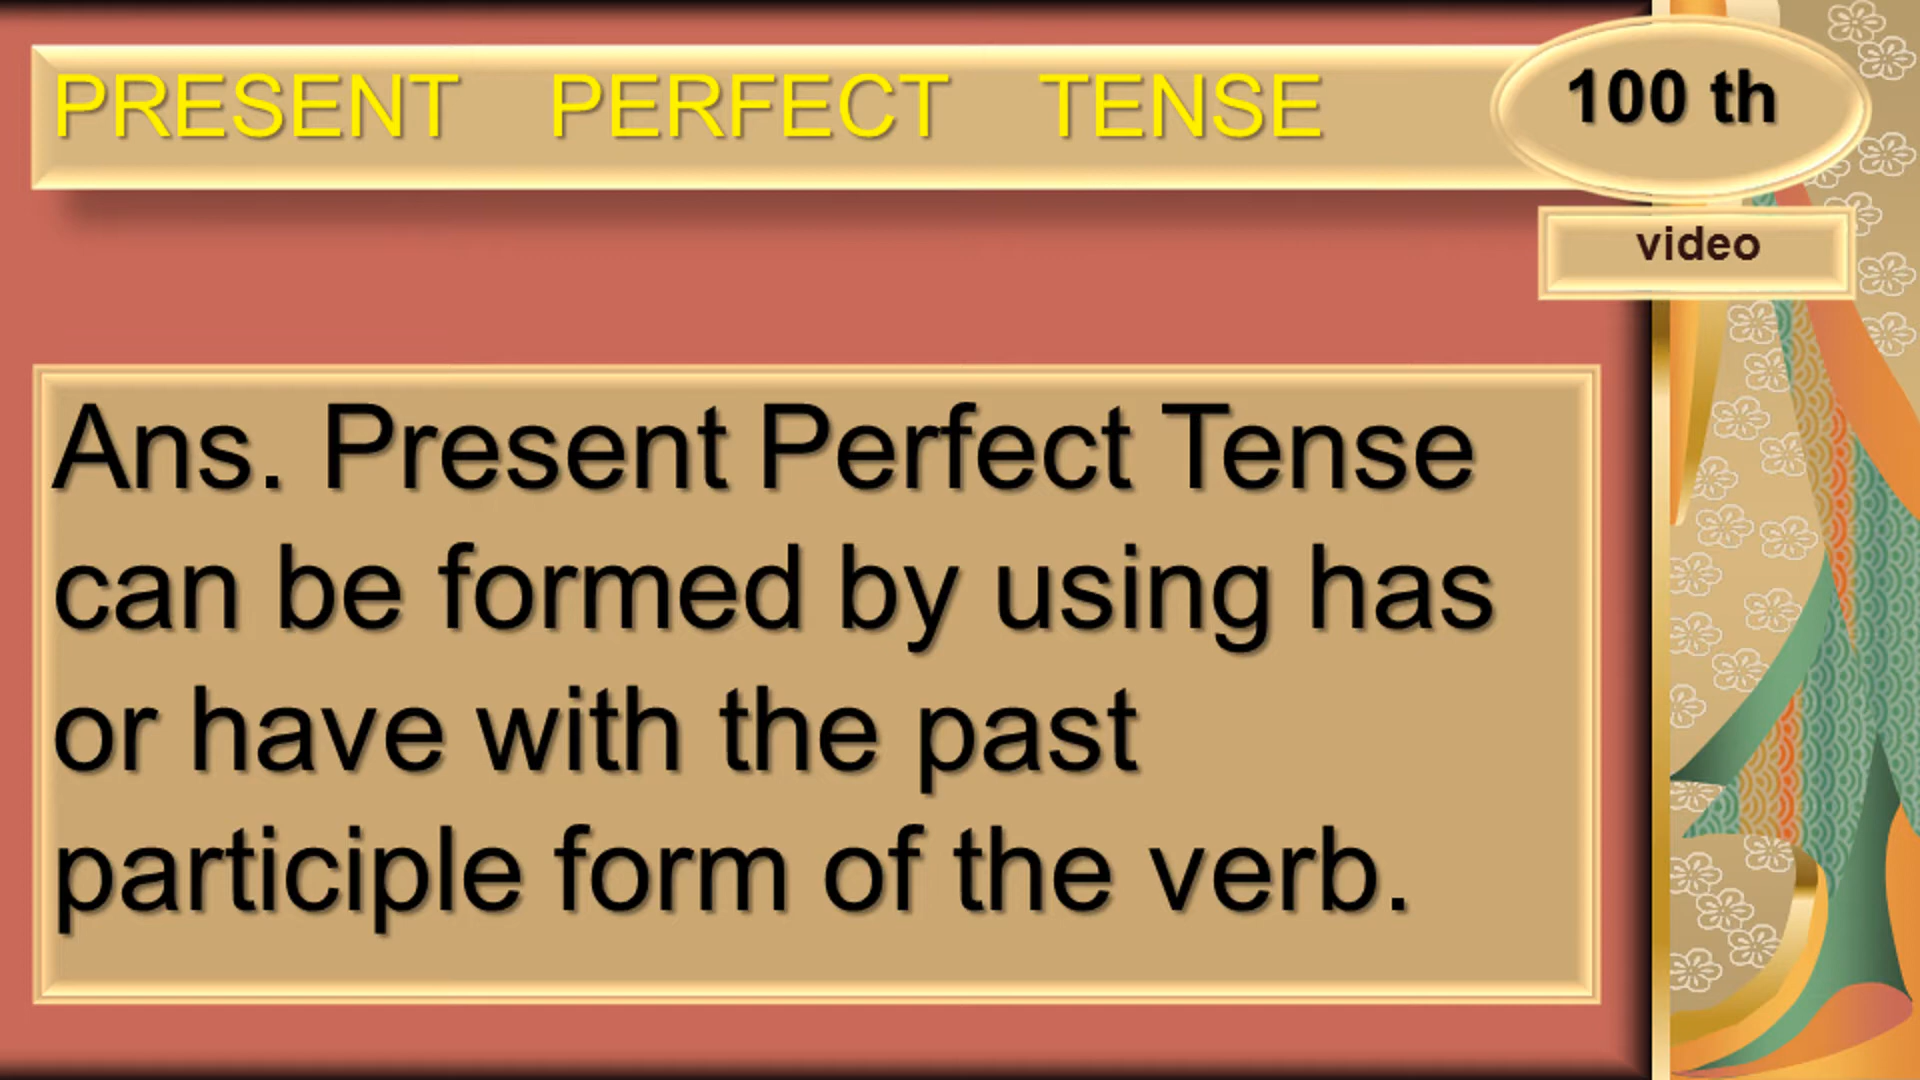 PRESENT PERFECT TENSE
100 th
video
Ans. Present Perfect Tense
can be formed by using has
or have with the past
participle form of the verb.